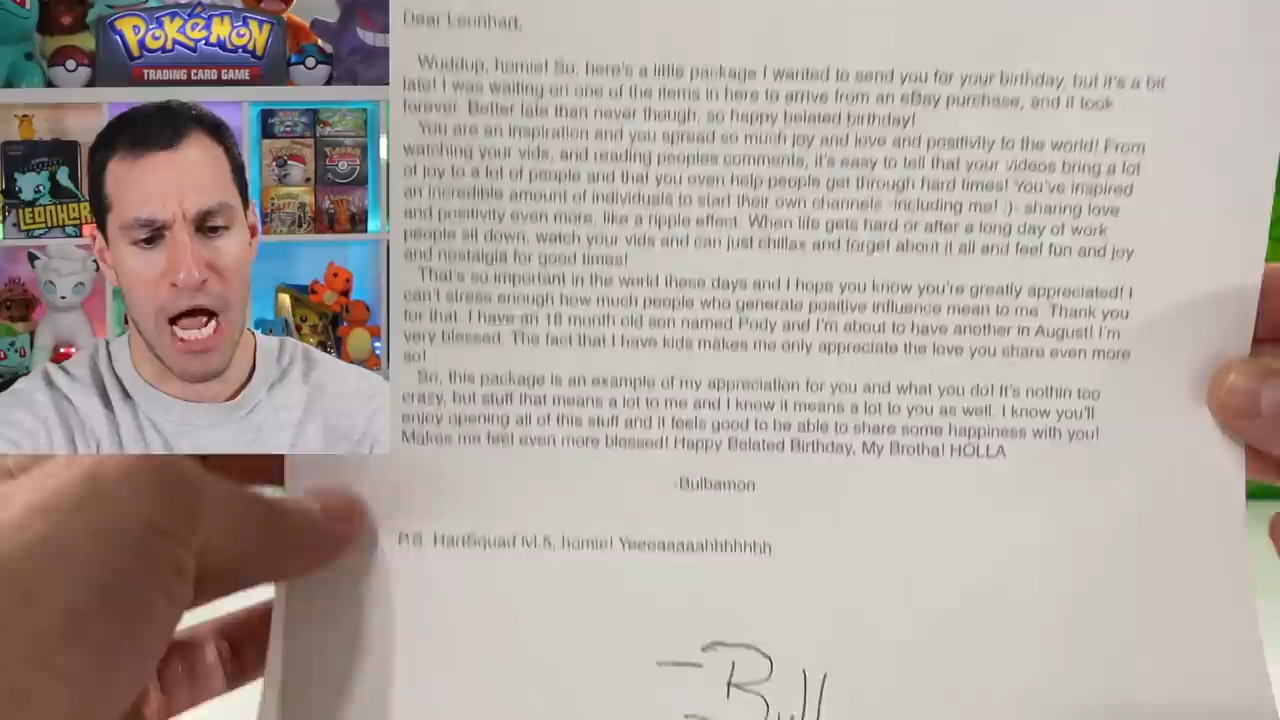 POKÉMON
TRADING CARD GAME
LEONHAR
Dear Leonhart,
Wuddup, homie! So, here's a little package I wanted to send you for your birthday, but it's a bit
late! I was waiting on one of the items in here to arrive from an eBay purchase, and it took
forever. Better late than never though, so happy belated birthday!
You are an inspiration and you spread so much joy and love and positivity to the world! From
watching your vids, and reading peoples comments, it's easy to tell that your videos bring a lot
of joy to a lot of people and that you even help people get through hard times! You've inspired
an incredible amount of individuals to start their own channels -including me! :)- sharing love
and positivity even more, like a ripple effect. When life gets hard or after a long day of work
people sit down, watch your vids and can just chillax and forget about it all and feel fun and joy
and nostalgia for good times!
That's so important in the world these days and I hope you know you're greatly appreciated! I
can't stress enough how much people who generate positive influence mean to me. Thank you
for that. I have an 18 month old son named Pody and I'm about to have another in August! I'm
very blessed. The fact that I have kids makes me only appreciate the love you share even more
so!
So, this package is an example of my appreciation for you and what you do! It's nothin too
crazy, but stuff that means a lot to me and I know it means a lot to you as well. I know you'll
enjoy opening all of this stuff and it feels good to be able to share some happiness with you!
Makes me feel even more blessed! Happy Belated Birthday, My Brotha! HOLLA
-Bulbamon
P.S. HartSquad lvl.5, homie! Yeeeaaaaahhhhhhh
-Bull